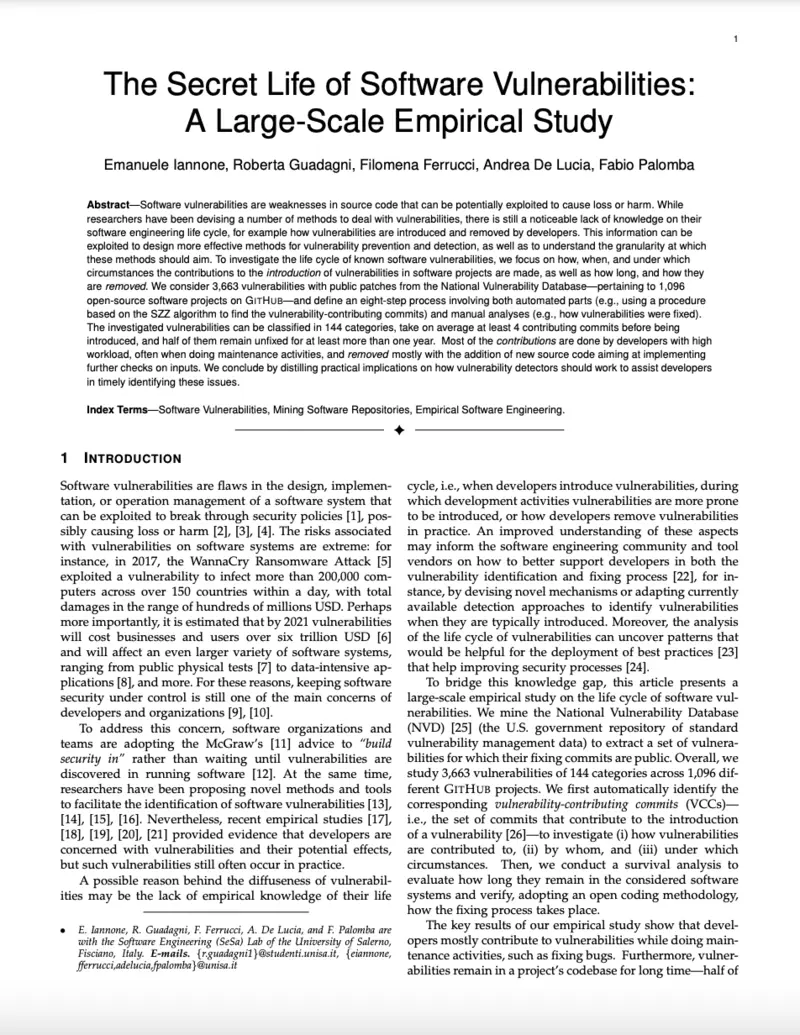 1
The Secret Life of Software Vulnerabilities:
A Large-Scale Empirical Study
Emanuele Iannone, Roberta Guadagni, Filomena Ferrucci, Andrea De Lucia, Fabio Palomba
Abstract—Software vulnerabilities are weaknesses in source code that can be potentially exploited to cause loss or harm. While
researchers have been devising a number of methods to deal with vulnerabilities, there is still a noticeable lack of knowledge on their
software engineering life cycle, for example how vulnerabilities are introduced and removed by developers. This information can be
exploited to design more effective methods for vulnerability prevention and detection, as well as to understand the granularity at which
these methods should aim. To investigate the life cycle of known software vulnerabilities, we focus on how, when, and under which
circumstances the contributions to the introduction of vulnerabilities in software projects are made, as well as how long, and how they
are removed. We consider 3,663 vulnerabilities with public patches from the National Vulnerability Database—pertaining to 1,096
open-source software projects on GITHUB—and define an eight-step process involving both automated parts (e.g., using a procedure
based on the SZZ algorithm to find the vulnerability-contributing commits) and manual analyses (e.g., how vulnerabilities were fixed).
The investigated vulnerabilities can be classified in 144 categories, take on average at least 4 contributing commits before being
introduced, and half of them remain unfixed for at least more than one year. Most of the contributions are done by developers with high
workload, often when doing maintenance activities, and removed mostly with the addition of new source code aiming at implementing
further checks on inputs. We conclude by distilling practical implications on how vulnerability detectors should work to assist developers
in timely identifying these issues.
Index Terms—Software Vulnerabilities, Mining Software Repositories, Empirical Software Engineering.
1 INTRODUCTION
Software vulnerabilities are flaws in the design, implemen-
tation, or operation management of a software system that
can be exploited to break through security policies [1], pos-
sibly causing loss or harm [2], [3], [4]. The risks associated
with vulnerabilities on software systems are extreme: for
instance, in 2017, the WannaCry Ransomware Attack [5]
exploited a vulnerability to infect more than 200,000 com-
puters across over 150 countries within a day, with total
damages in the range of hundreds of millions USD. Perhaps
more importantly, it is estimated that by 2021 vulnerabilities
will cost businesses and users over six trillion USD [6]
and will affect an even larger variety of software systems,
ranging from public physical tests [7] to data-intensive ap-
plications [8], and more. For these reasons, keeping software
security under control is still one of the main concerns of
developers and organizations [9], [10].
To address this concern, software organizations and
teams are adopting the McGraw's [11] advice to "build
security in" rather than waiting until vulnerabilities are
discovered in running software [12]. At the same time,
researchers have been proposing novel methods and tools
to facilitate the identification of software vulnerabilities [13],
[14], [15], [16]. Nevertheless, recent empirical studies [17],
[18], [19], [20], [21] provided evidence that developers are
concerned with vulnerabilities and their potential effects,
but such vulnerabilities still often occur in practice.
A possible reason behind the diffuseness of vulnerabil-
ities may be the lack of empirical knowledge of their life
• E. Iannone, R. Guadagni, F. Ferrucci, A. De Lucia, and F. Palomba are
with the Software Engineering (SeSa) Lab of the University of Salerno,
Fisciano, Italy. E-mails. {r.guadagni1}@studenti.unisa.it, {eiannone,
fferrucci,adelucia,fpalomba}@unisa.it
cycle, i.e., when developers introduce vulnerabilities, during
which development activities vulnerabilities are more prone
to be introduced, or how developers remove vulnerabilities
in practice. An improved understanding of these aspects
may inform the software engineering community and tool
vendors on how to better support developers in both the
vulnerability identification and fixing process [22], for in-
stance, by devising novel mechanisms or adapting currently
available detection approaches to identify vulnerabilities
when they are typically introduced. Moreover, the analysis
of the life cycle of vulnerabilities can uncover patterns that
would be helpful for the deployment of best practices [23]
that help improving security processes [24].
To bridge this knowledge gap, this article presents a
large-scale empirical study on the life cycle of software vul-
nerabilities. We mine the National Vulnerability Database
(NVD) [25] (the U.S. government repository of standard
vulnerability management data) to extract a set of vulnera-
bilities for which their fixing commits are public. Overall, we
study 3,663 vulnerabilities of 144 categories across 1,096 dif-
ferent GITHUB projects. We first automatically identify the
corresponding vulnerability-contributing commits (VCCs)—
i.e., the set of commits that contribute to the introduction
of a vulnerability [26]—to investigate (i) how vulnerabilities
are contributed to, (ii) by whom, and (iii) under which
circumstances. Then, we conduct a survival analysis to
evaluate how long they remain in the considered software
systems and verify, adopting an open coding methodology,
how the fixing process takes place.
The key results of our empirical study show that devel-
opers mostly contribute to vulnerabilities while doing main-
tenance activities, such as fixing bugs. Furthermore, vulner-
abilities remain in a project's codebase for long time—half of